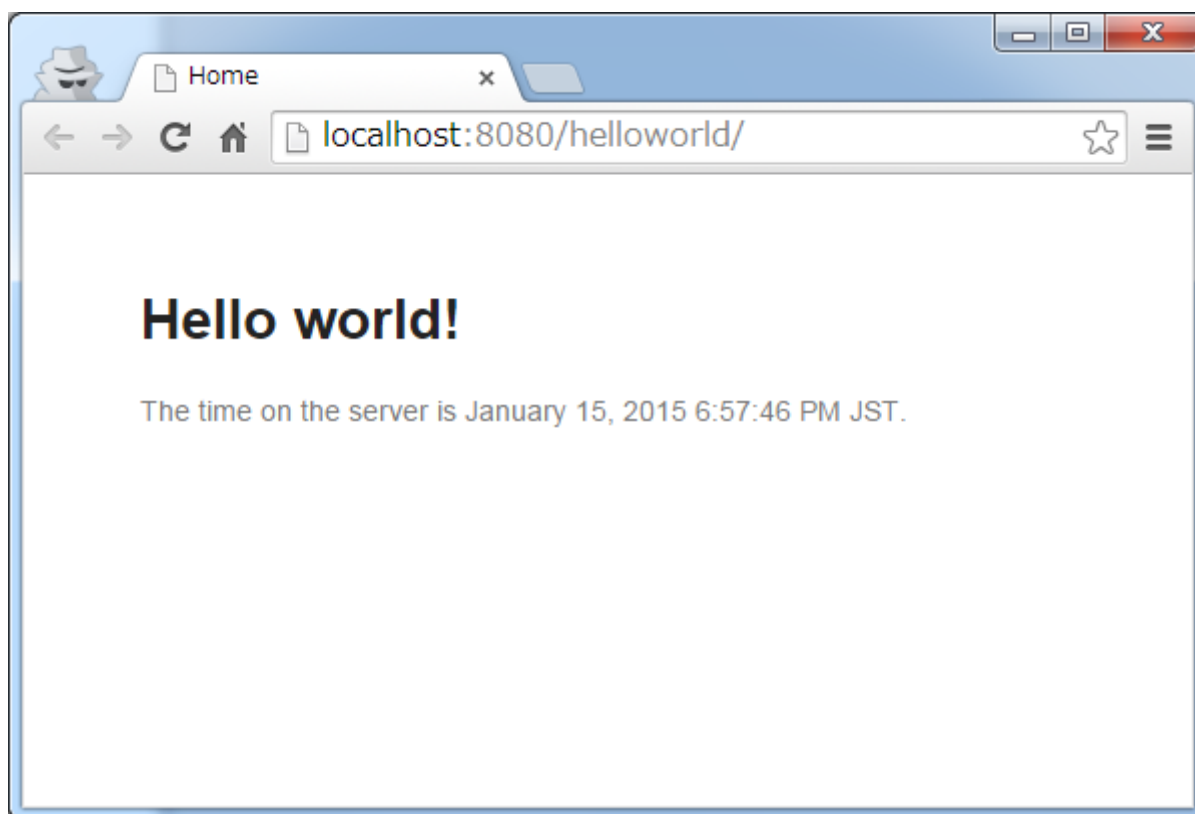 Home
localhost:8080/helloworld/
Hello world!
The time on the server is January 15, 2015 6:57:46 PM JST.